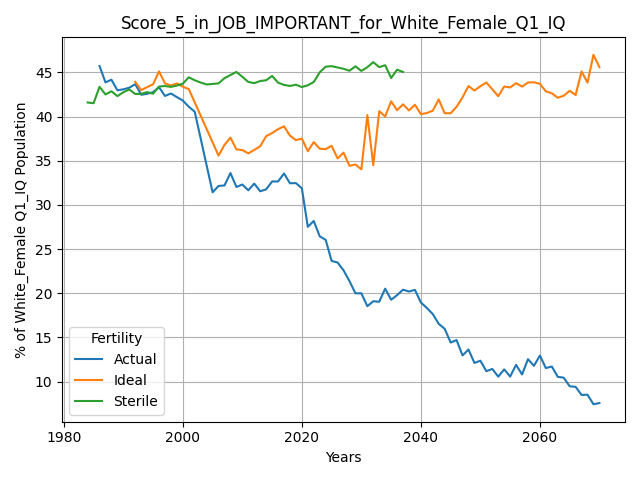 Score_5_in_JOB_IMPORTANT_for_White_Female_Q1_IQ
% of White_Female Q1_IQ Population
45
40
35
30
25
20
15
10
Fertility
Actual
Ideal
Sterile
1980 2000 2020 2040 2060
Years